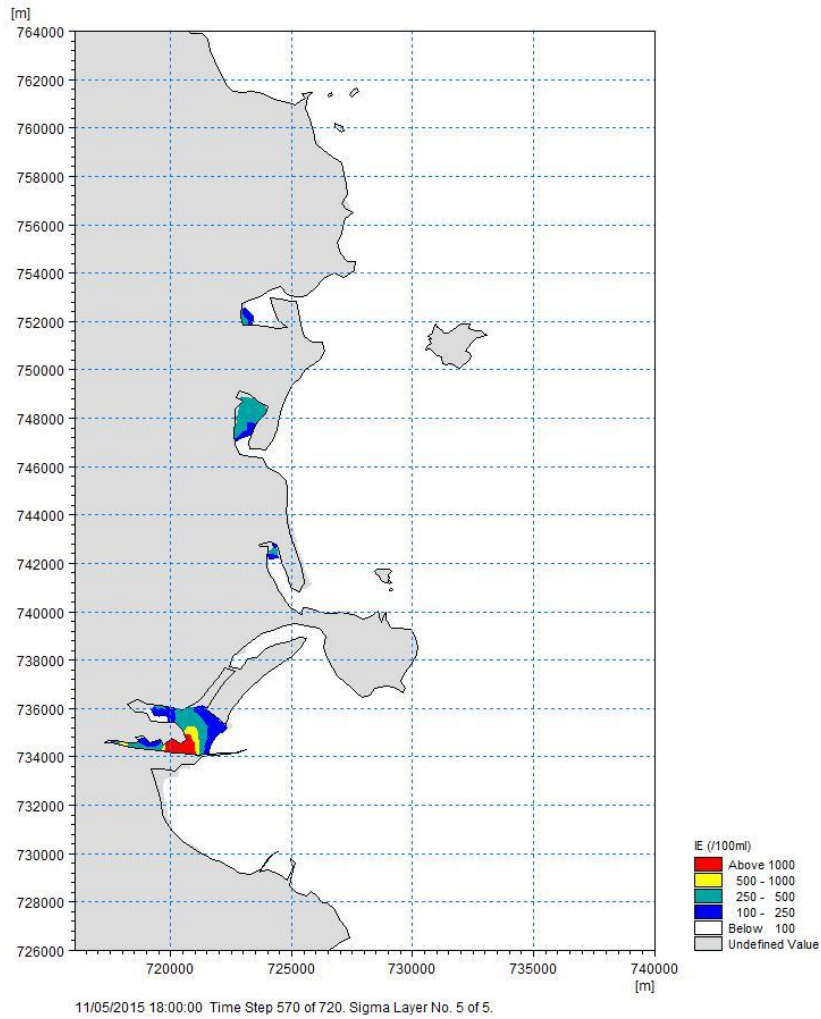 [m]
764000
762000
760000
758000
756000
754000
752000
750000
748000
746000
744000
742000
740000
738000
736000
734000
732000
730000
728000
726000
720000 725000 730000 735000 740000
[m]
IE (/100ml)
Above 1000
500 - 1000
250 - 500
100 - 250
Below 100
Undefined Value
11/05/2015 18:00:00 Time Step 570 of 720. Sigma Layer No. 5 of 5.